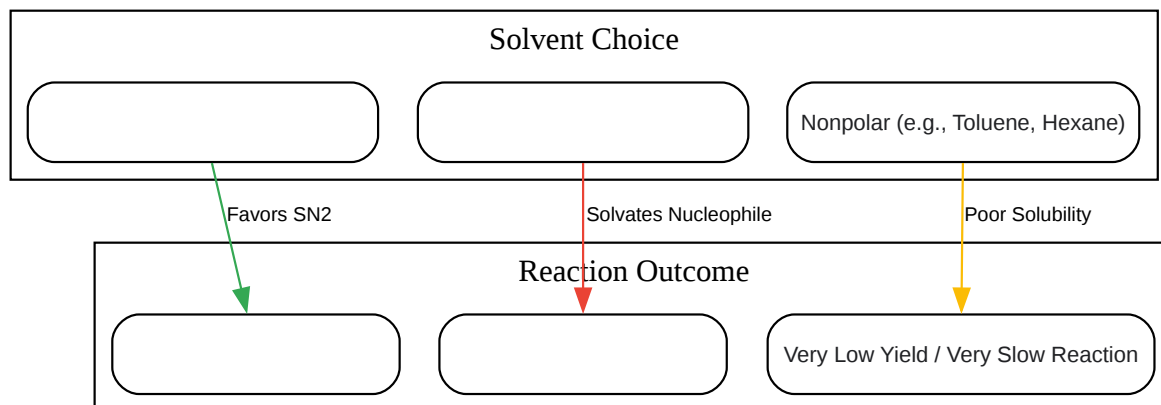 Solvent Choice
Nonpolar (e.g., Toluene, Hexane)
Favors SN2
Solvates Nucleophile
Poor Solubility
Reaction Outcome
Very Low Yield / Very Slow Reaction